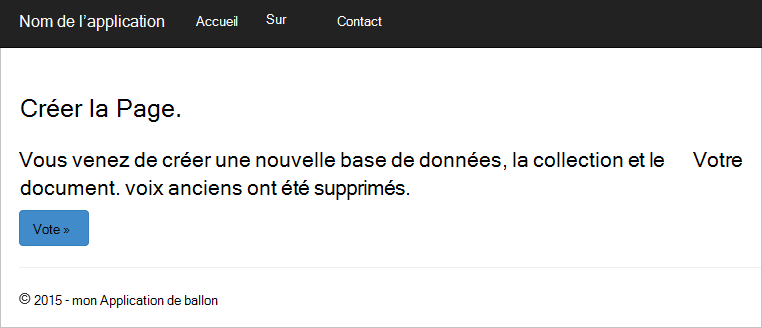 Nom de l'application Accueil Sur Contact
Créer la Page.
Vous venez de créer une nouvelle base de données, la collection et le Votre
document. voix anciens ont été supprimés.
Vote »
© 2015 - mon Application de ballon